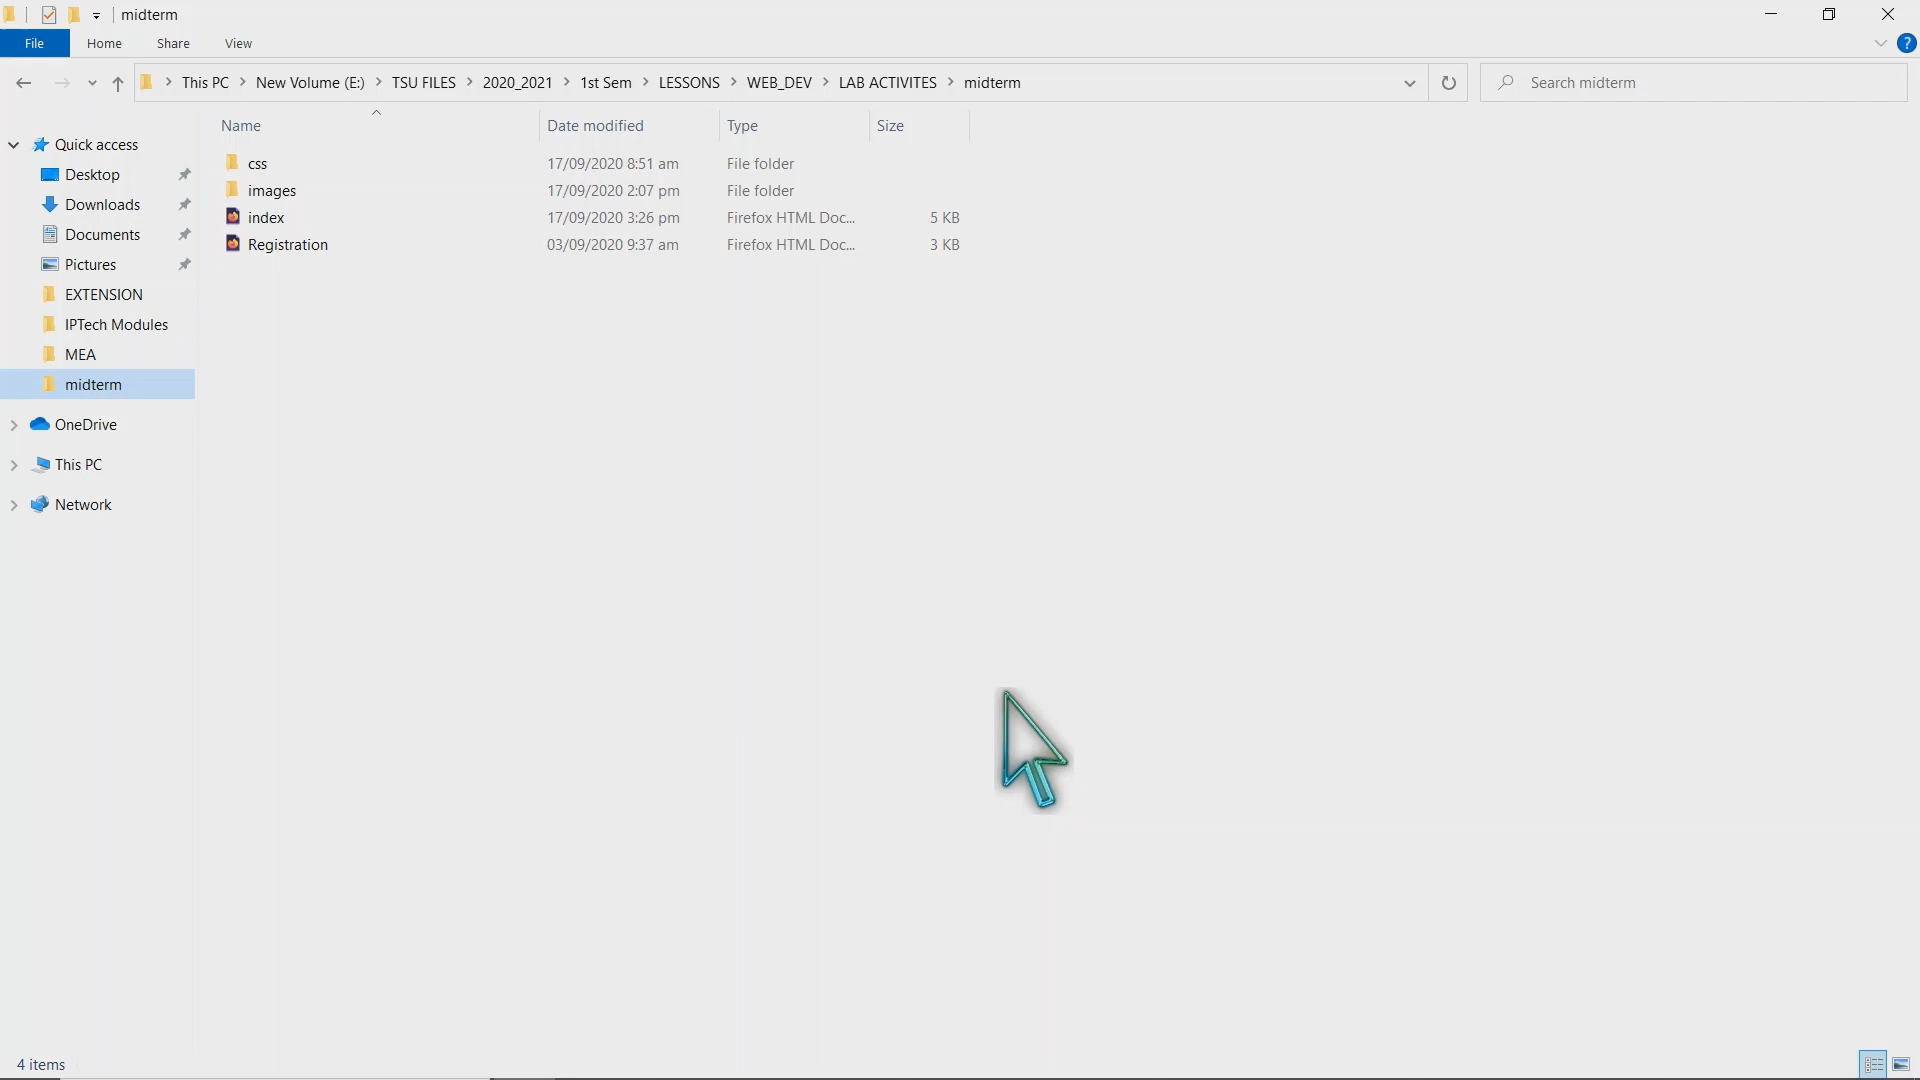 midterm
File Home Share View
This PC New Volume (E:) TSU FILES 2020_2021 1st Sem LESSONS WEB_DEV LAB ACTIVITES midterm Search midterm
Name Date modified Type Size
Quick access
Desktop
Downloads
Documents
Pictures
EXTENSION
IPTech Modules
MEA
midterm
OneDrive
This PC
Network
css 17/09/2020 8:51 am File folder
images 17/09/2020 2:07 pm File folder
index 17/09/2020 3:26 pm Firefox HTML Doc... 5 KB
Registration 03/09/2020 9:37 am Firefox HTML Doc... 3 KB
4 items